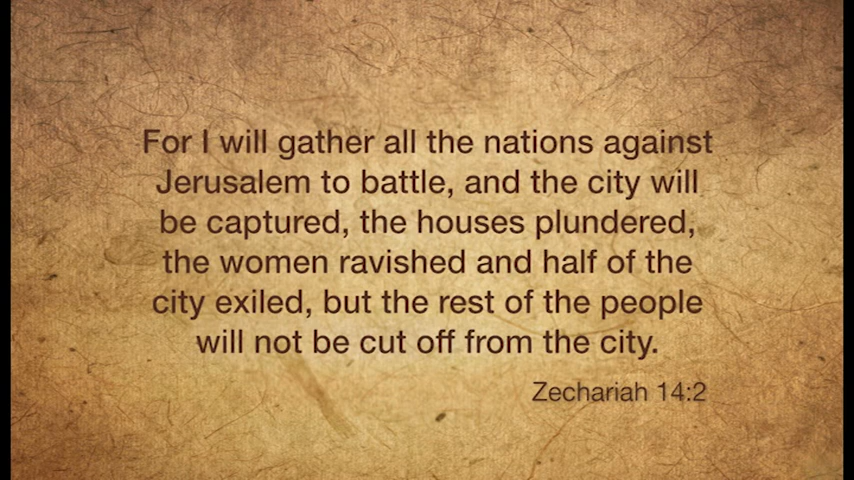 For I will gather all the nations against
Jerusalem to battle, and the city will
be captured, the houses plundered,
the women ravished and half of the
city exiled, but the rest of the people
will not be cut off from the city.
Zechariah 14:2